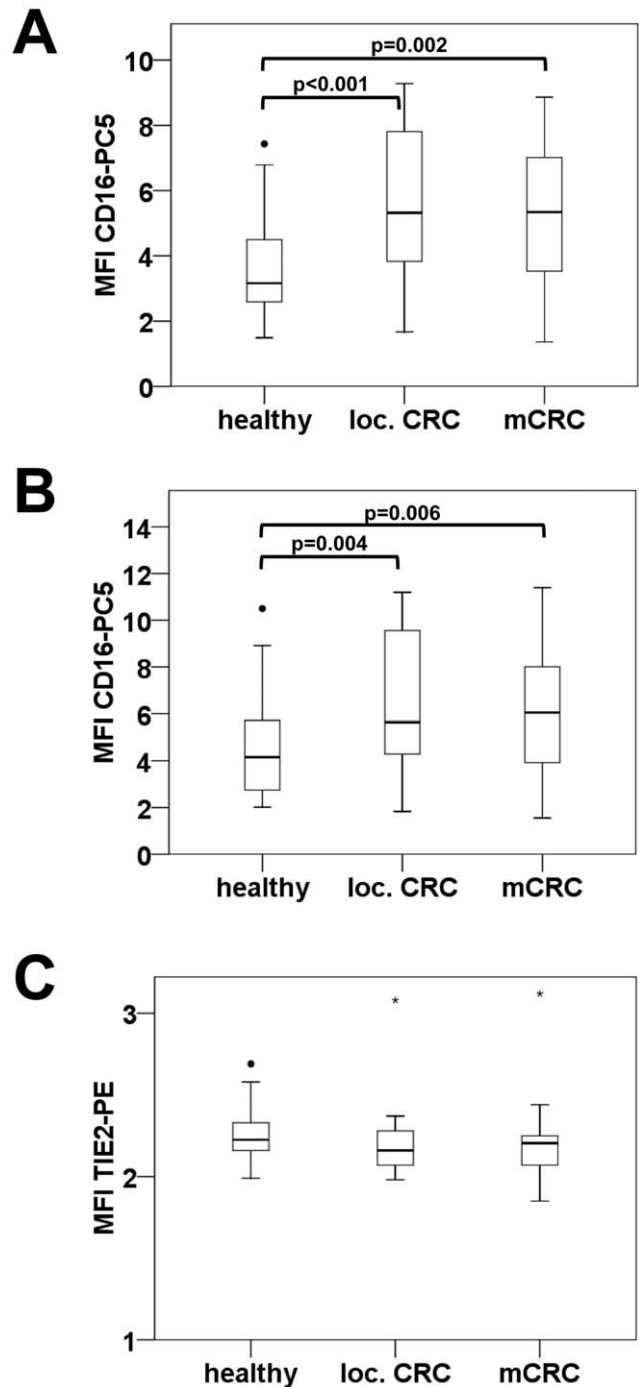 A
MFI CD16-PC5
10
8
6
4
2
0
p=0.002
p<0.001
healthy loc. CRC mCRC
B
MFI CD16-PC5
14
12
10
8
6
4
2
0
p=0.006
p=0.004
healthy loc. CRC mCRC
C
MFI TIE2-PE
3
2
1
* *
healthy loc. CRC mCRC